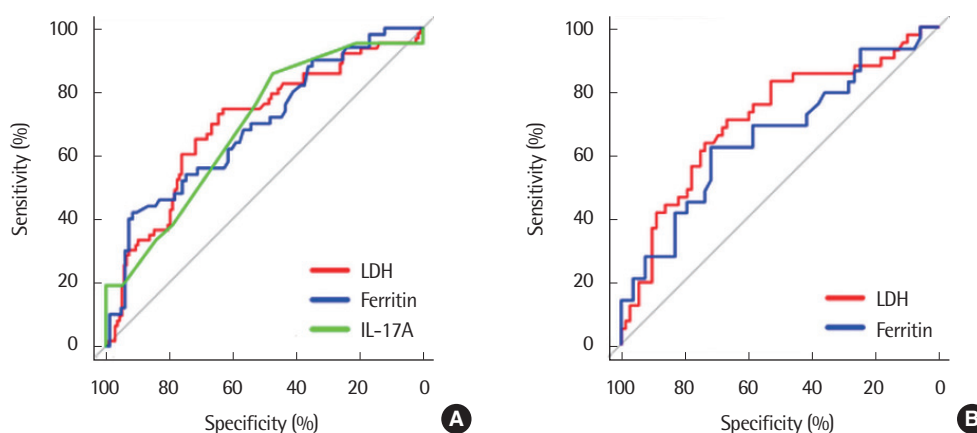 100
80
60
40
20
0
Sensitivity (%)
LDH
Ferritin
IL-17A
100 80 60 40 20 0
Specificity (%)
A
100
80
60
40
20
0
Sensitivity (%)
LDH
Ferritin
100 80 60 40 20 0
Specificity (%)
B